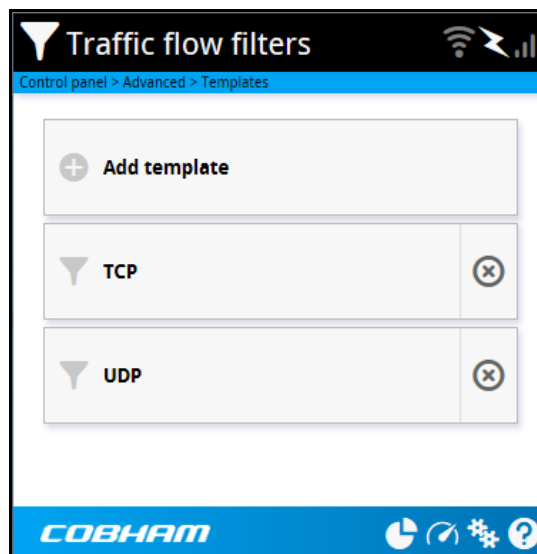 Traffic flow filters
Control panel > Advanced > Templates
Add template
TCP
UDP
COBHAM